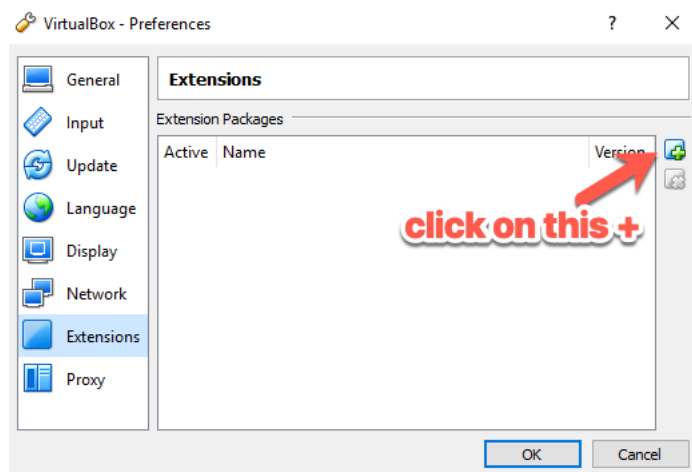 VirtualBox - Preferences
?
General
Input
Update
Language
Display
Network
Extensions
Proxy
Extensions
Extension Packages
Active Name Version
click on this +
OK Cancel